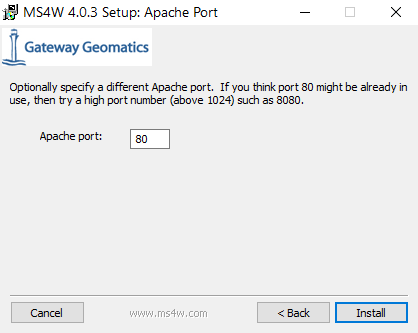 MS4W 4.0.3 Setup: Apache Port
Gateway Geomatics
Optionally specify a different Apache port. If you think port 80 might be already in
use, then try a high port number (above 1024) such as 8080.
Apache port: 80
Cancel www.ms4w.com < Back Install